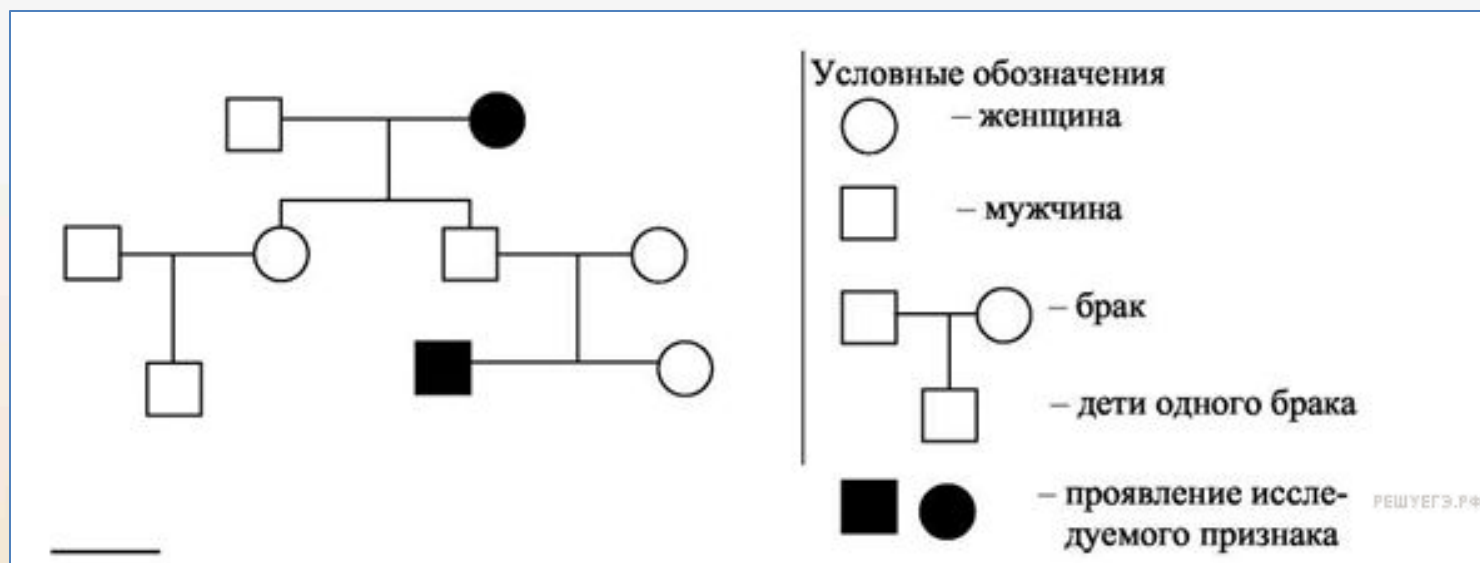 Условные обозначения
– женщина
– мужчина
– брак
– дети одного брака
– проявление иссле-
дуемого признака
РЕШУЕГЭ.РФ